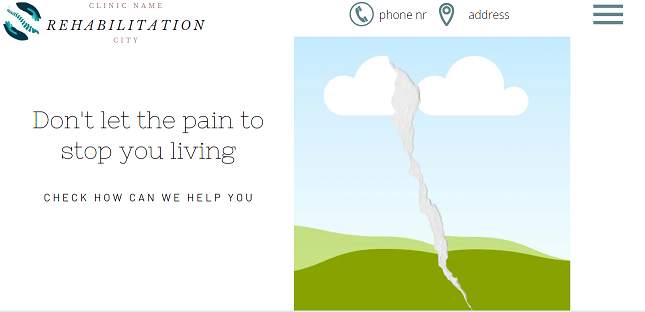 CLINIC NAME
REHABILITATION
CITY
phone nr
address
Don't let the pain to
stop you living
CHECK HOW CAN WE HELP YOU